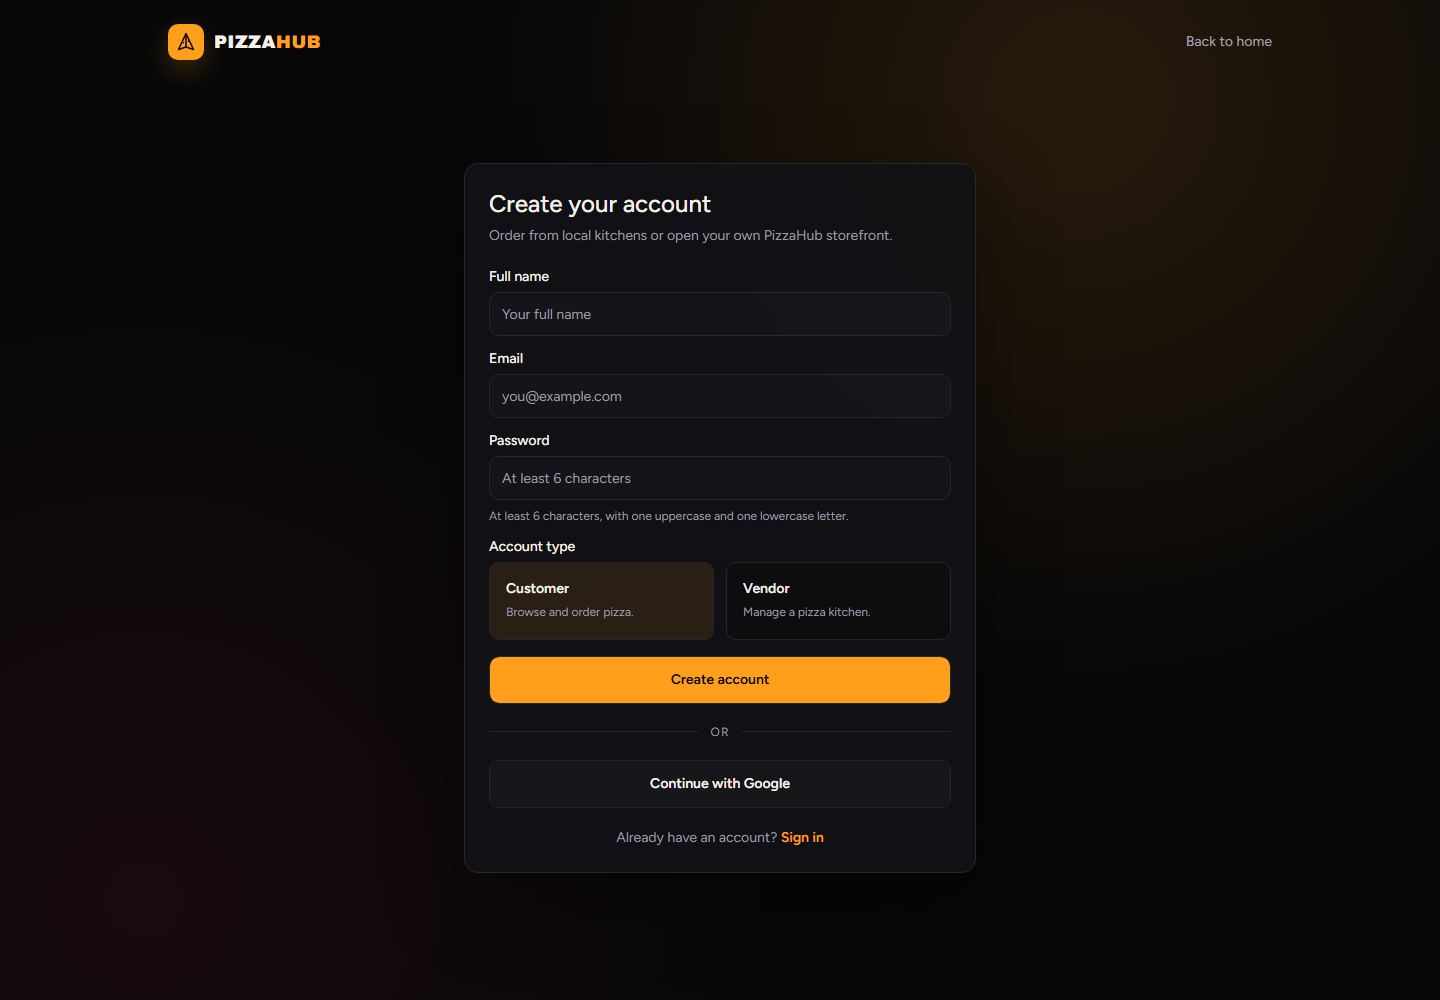 PIZZAHUB
Back to home
Create your account
Order from local kitchens or open your own PizzaHub storefront.
Full name
Your full name
Email
you@example.com
Password
At least 6 characters
At least 6 characters, with one uppercase and one lowercase letter.
Account type
Customer
Browse and order pizza.
Vendor
Manage a pizza kitchen.
Create account
OR
Continue with Google
Already have an account? Sign in